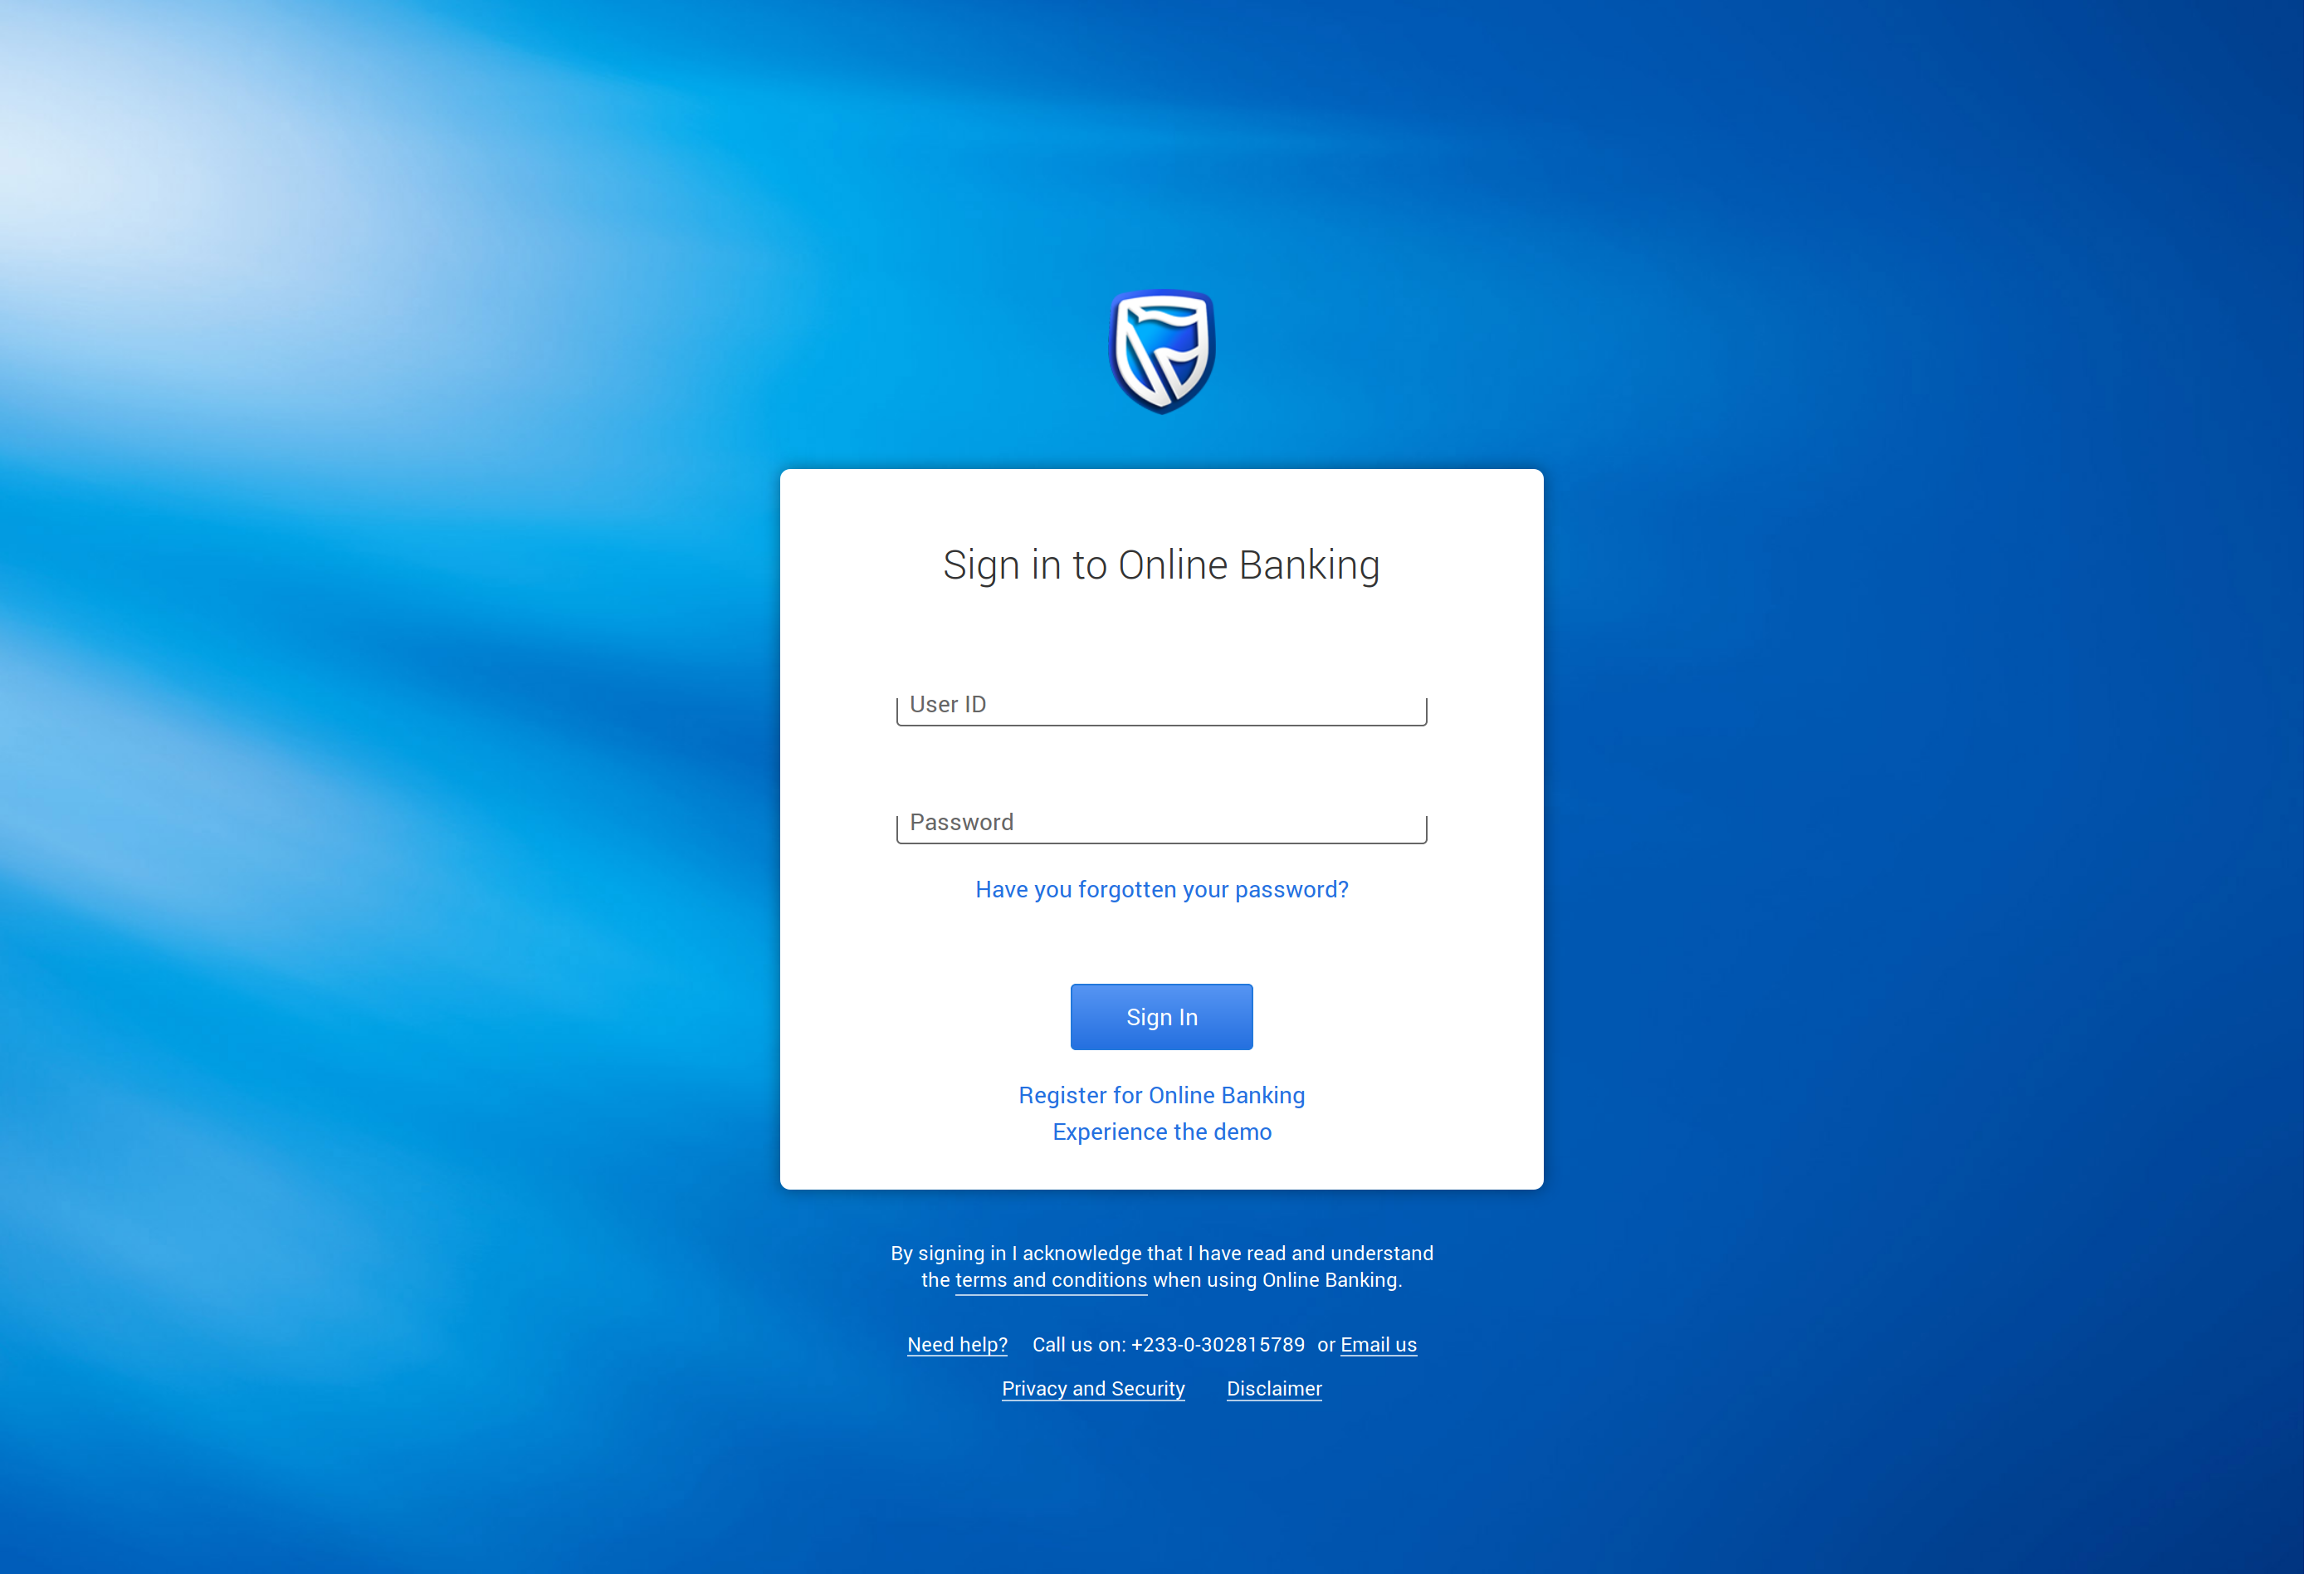 Sign in to Online Banking
User ID
Password
Have you forgotten your password?
Sign In
Register for Online Banking
Experience the demo
By signing in I acknowledge that I have read and understand
the terms and conditions when using Online Banking.
Need help? Call us on: +233-0-302815789 or Email us
Privacy and Security Disclaimer